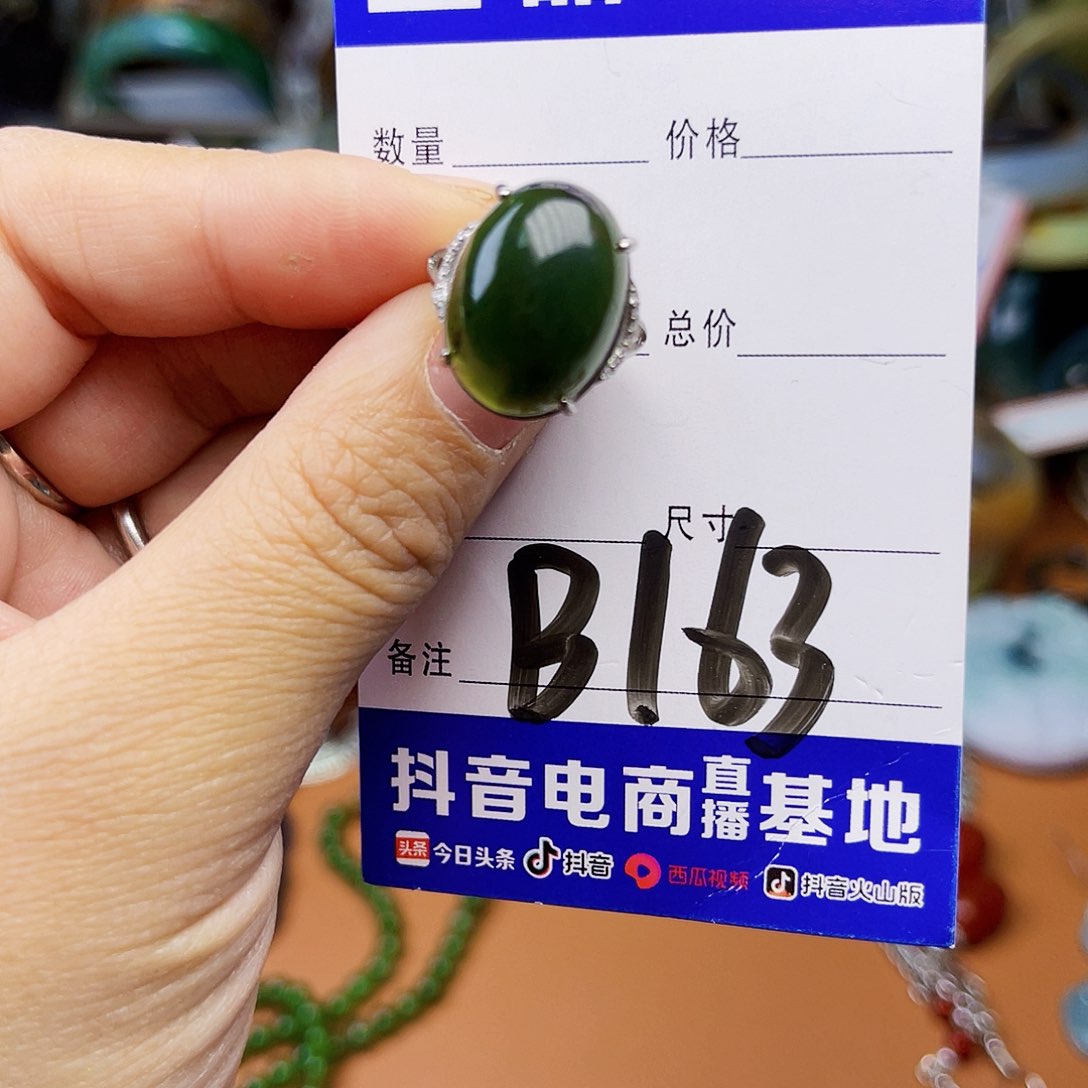 数量 价格
总价
尺寸
备注 B163
抖音电商直播基地
头条 今日头条 抖音 西瓜视频 抖音火山版